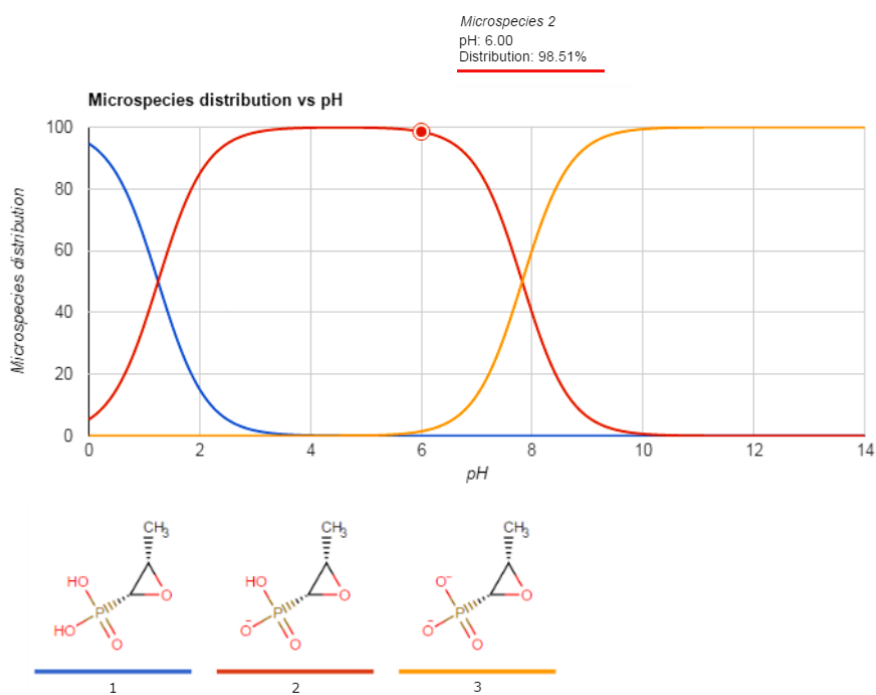 Microspecies 2
pH: 6.00
Distribution: 98.51%
Microspecies distribution vs pH
Microspecies distribution
100
80
60
40
20
0
0 2 4 6 8 10 12 14
pH
CH3 CH3 CH3
HO HO O-
P O P O P O
HO O O- O O- O
1 2 3